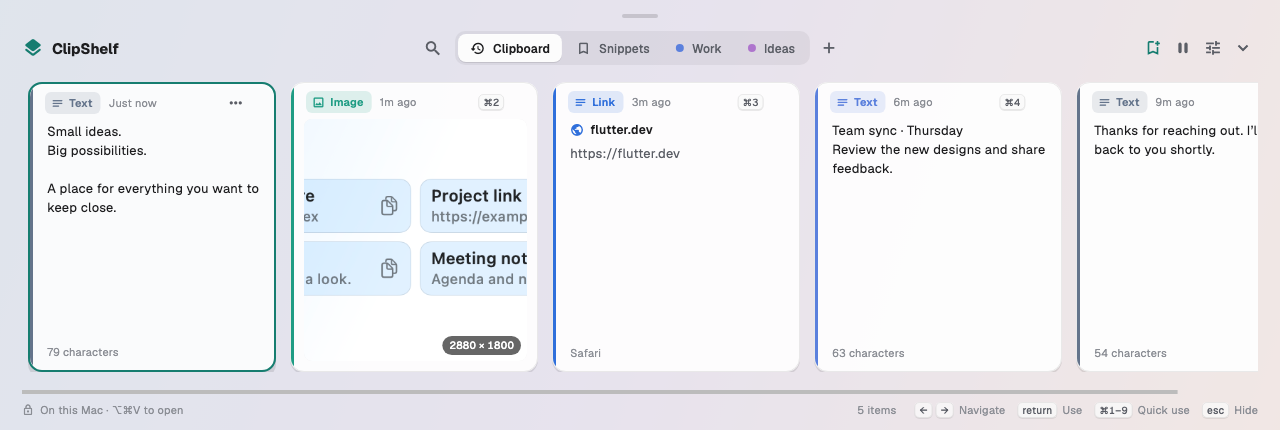 ClipShelf
Clipboard
Snippets
Work
Ideas
Text
Just now
Small ideas.
Big possibilities.
A place for everything you want to
keep close.
79 characters
Image
1m ago
⌘2
re
ex
Project link
https://examp
a look.
Meeting not
Agenda and n
2880 × 1800
Link
3m ago
⌘3
flutter.dev
https://flutter.dev
Safari
Text
6m ago
⌘4
Team sync · Thursday
Review the new designs and share
feedback.
63 characters
Text
9m ago
Thanks for reaching out. I'l
back to you shortly.
54 characters
On this Mac · ⌥⌘V to open
5 items
← → Navigate
return Use
⌘1–9 Quick use
esc Hide